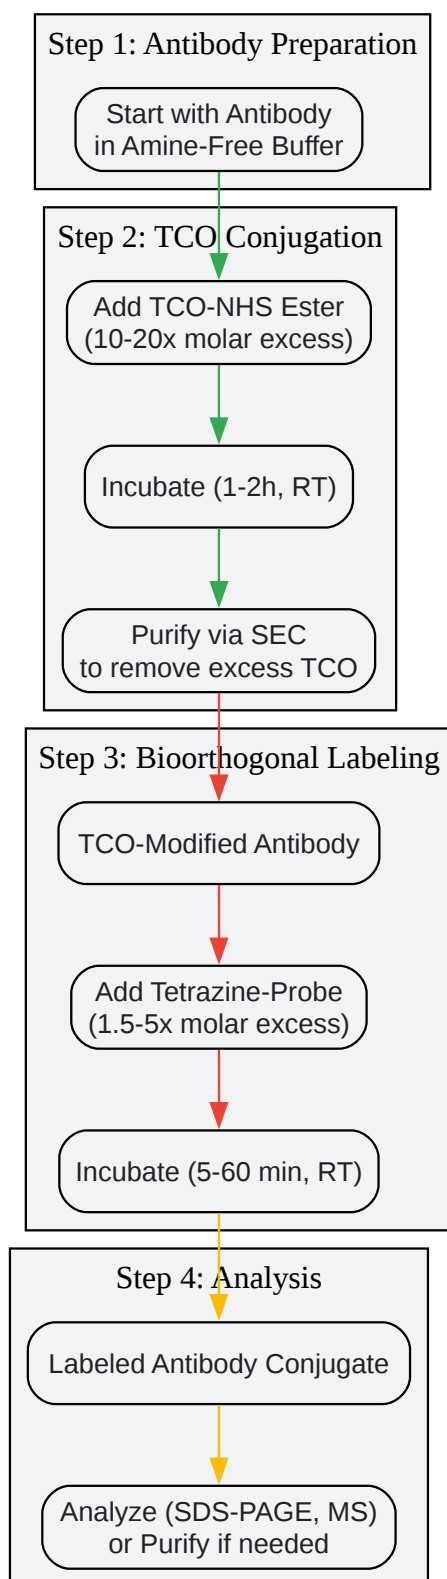 Step 1: Antibody Preparation
Start with Antibody
in Amine-Free Buffer
Step 2: TCO Conjugation
Add TCO-NHS Ester
(10-20x molar excess)
Incubate (1-2h, RT)
Purify via SEC
to remove excess TCO
Step 3: Bioorthogonal Labeling
TCO-Modified Antibody
Add Tetrazine-Probe
(1.5-5x molar excess)
Incubate (5-60 min, RT)
Step 4: Analysis
Labeled Antibody Conjugate
Analyze (SDS-PAGE, MS)
or Purify if needed